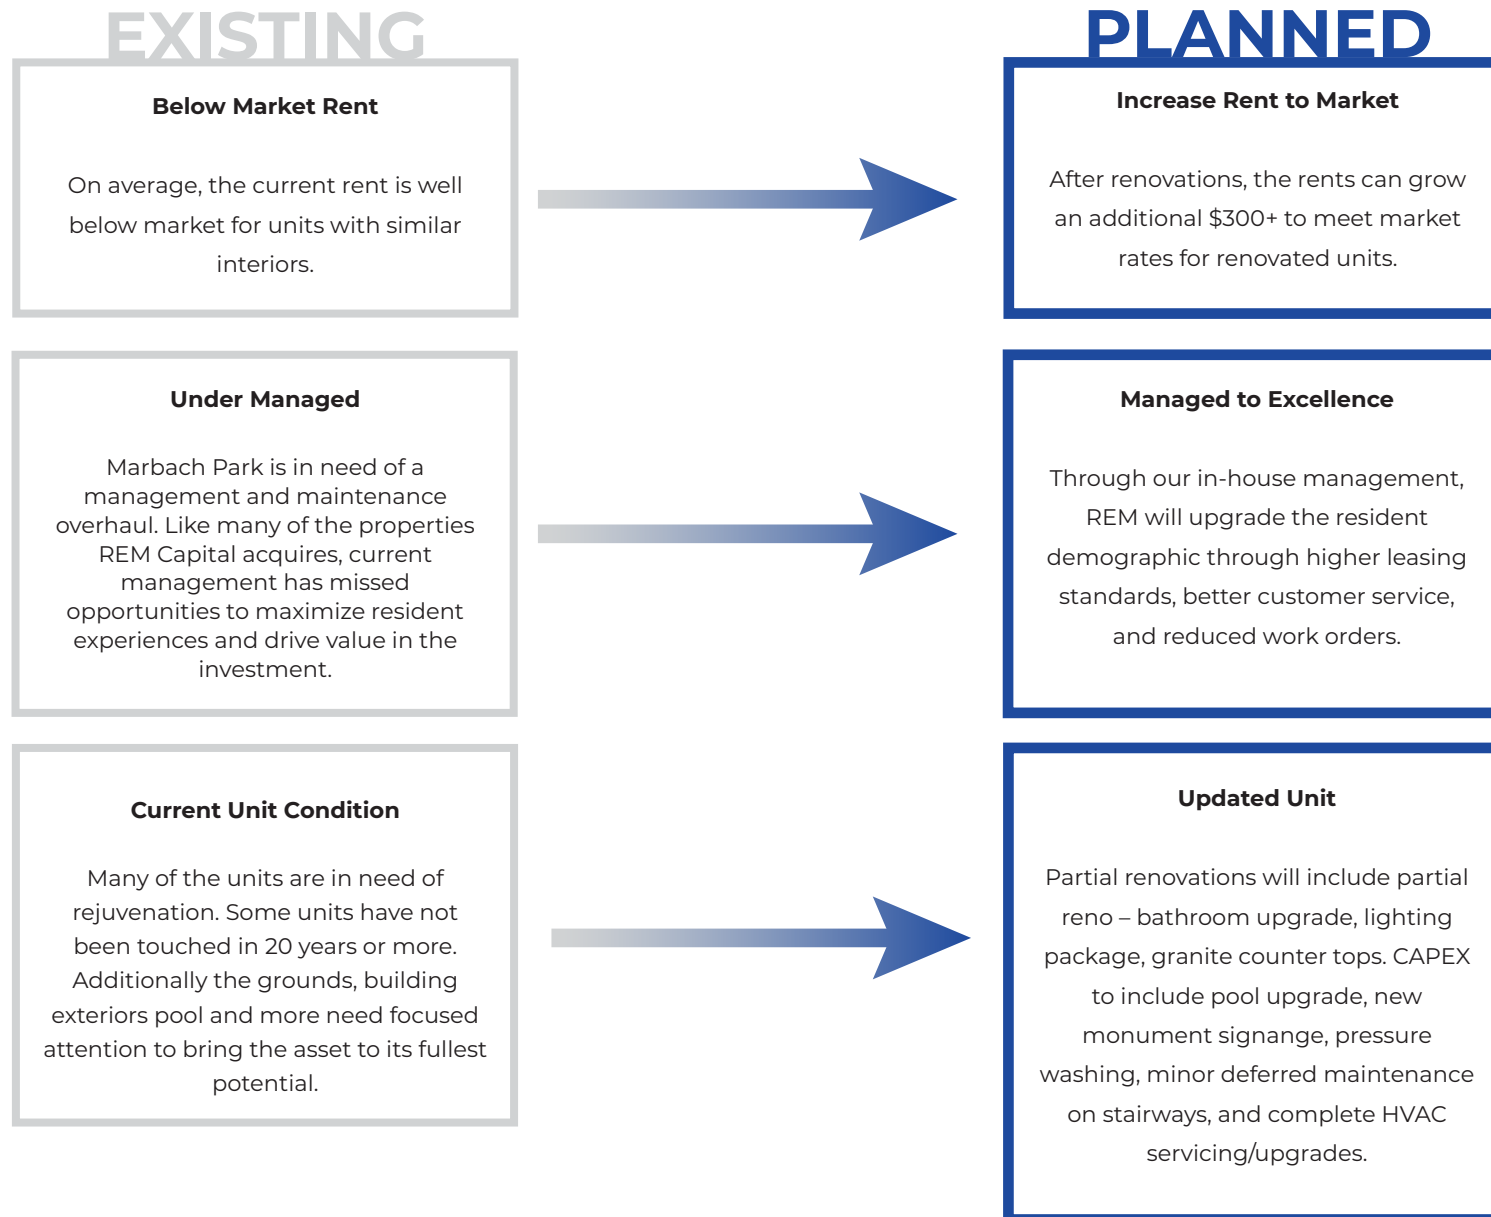 EXISTING
Below Market Rent
On average, the current rent is well
below market for units with similar
interiors.
Under Managed
Marbach Park is in need of a
management and maintenance
overhaul. Like many of the properties
REM Capital acquires, current
management has missed
opportunities to maximize resident
experiences and drive value in the
investment.
Current Unit Condition
Many of the units are in need of
rejuvenation. Some units have not
been touched in 20 years or more.
Additionally the grounds, building
exteriors pool and more need focused
attention to bring the asset to its fullest
potential.
PLANNED
Increase Rent to Market
After renovations, the rents can grow
an additional $300+ to meet market
rates for renovated units.
Managed to Excellence
Through our in-house management,
REM will upgrade the resident
demographic through higher leasing
standards, better customer service,
and reduced work orders.
Updated Unit
Partial renovations will include partial
reno – bathroom upgrade, lighting
package, granite counter tops. CAPEX
to include pool upgrade, new
monument signange, pressure
washing, minor deferred maintenance
on stairways, and complete HVAC
servicing/upgrades.